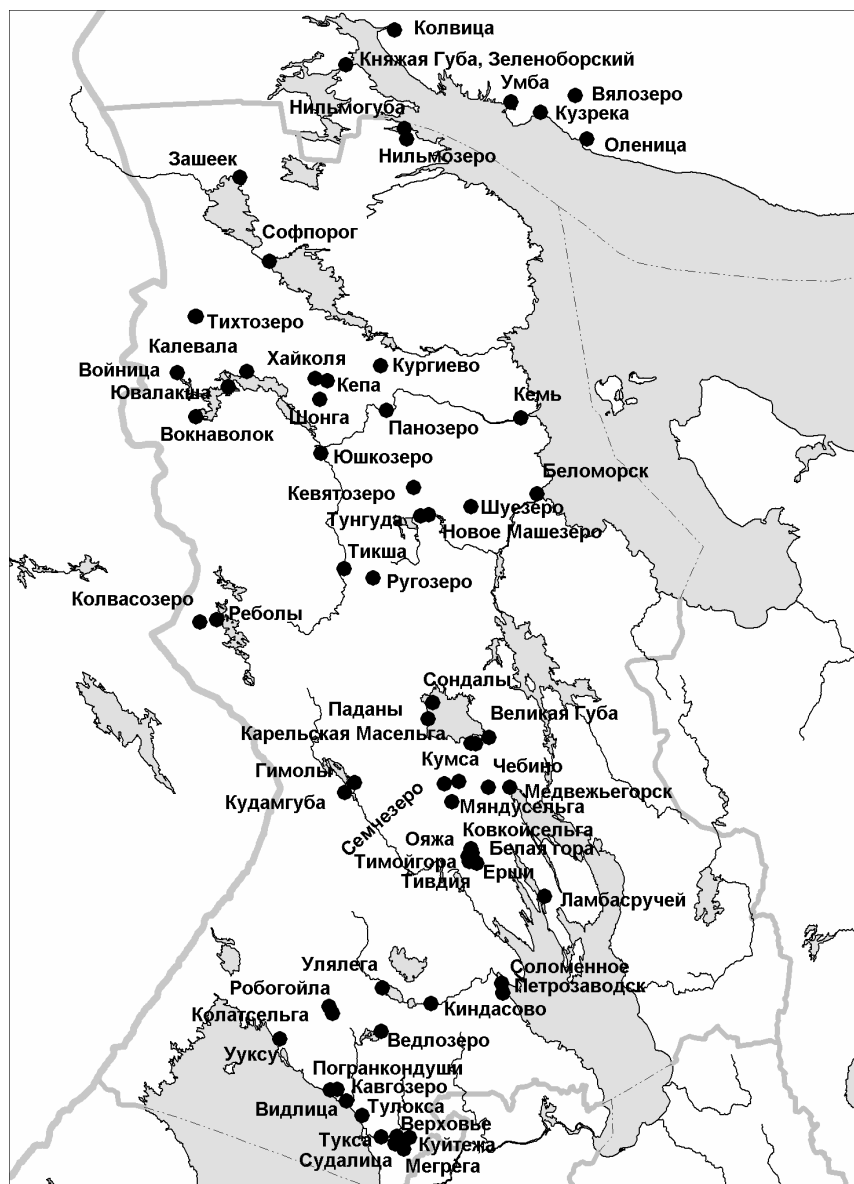 Колвица
Княжая Губа, Зеленоборский
Умба
Вялозеро
Нильмогуба
Кузрека
Оленица
Нильмозеро
Зашеек
Софпорог
Тихтозеро
Калевала
Хайколя
Кургиево
Войница
Кепа
Ювалакша
Кемь
Шонга
Панозеро
Вокнаволок
Юшкозеро
Беломорск
Кевятозеро
Шуезеро
Тунгуда
Новое Машезеро
Тикша
Ругозеро
Колвасозеро
Реболы
Сондалы
Паданы
Великая Губа
Карельская Масельга
Кумса
Чебино
Гимолы
Медвежьегорск
Кудамгуба
Мяндусельга
Семчезеро
Ковкойсельга
Ояжа
Белая гора
Тимойгора
Ерши
Тивдия
Ламбасручей
Улялега
Соломенное
Робогойла
Петрозаводск
Колатсельга
Киндасово
Ведлозеро
Ууксу
Погранкондуши
Кавгозеро
Видлица
Тулокса
Верховье
Тукса
Куйтежа
Судалица
Мегрега